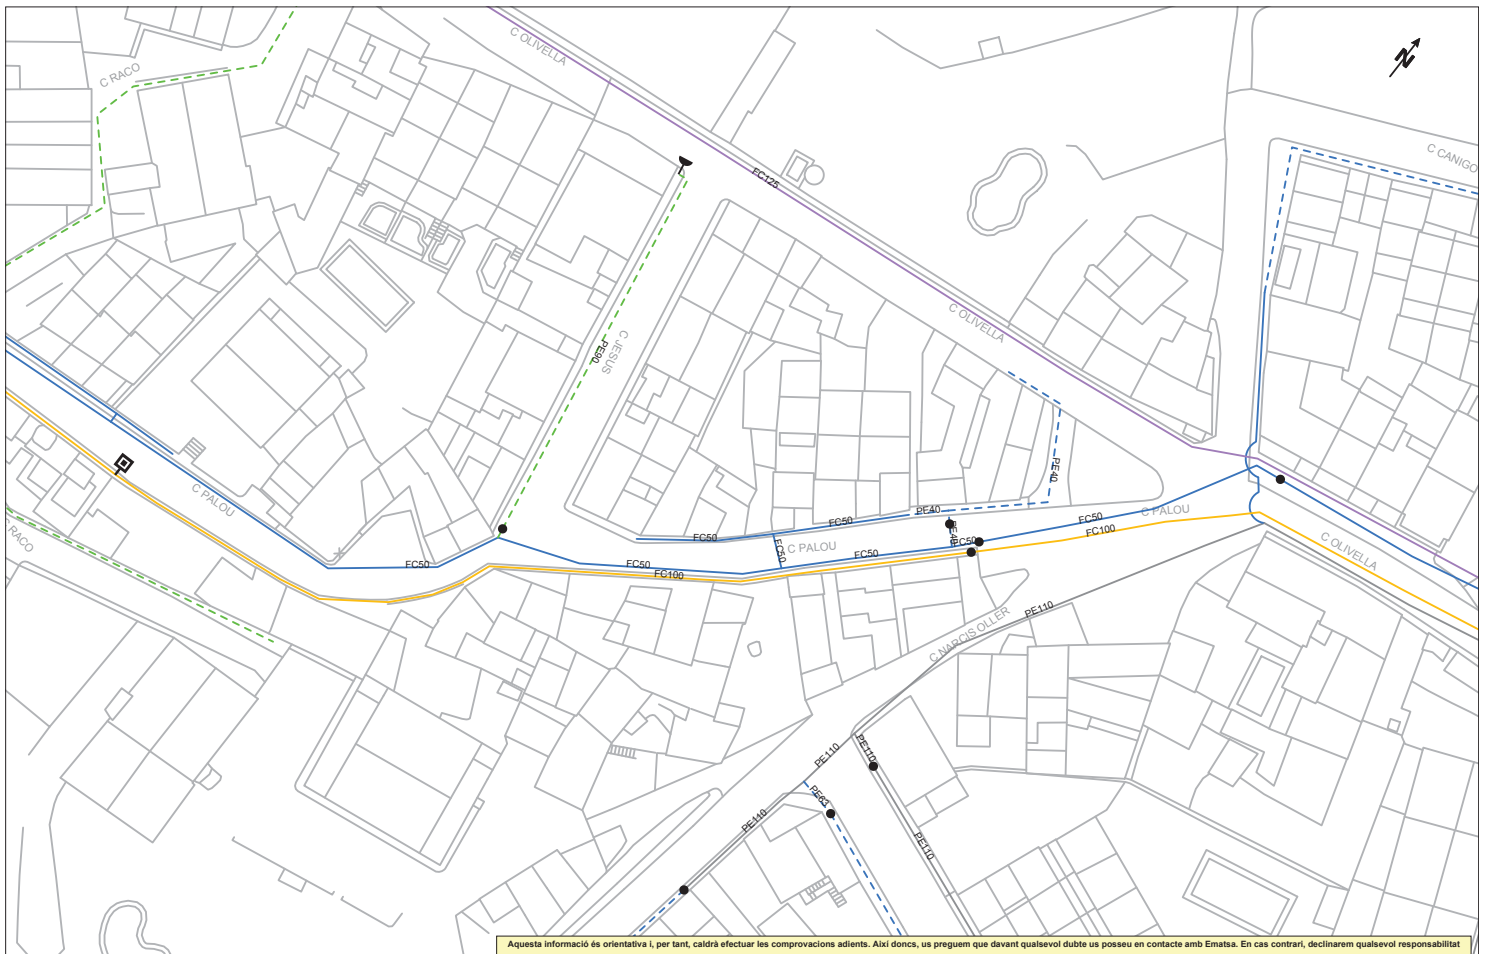 C OLIVELLA
N
C RACO
C CANIGO
FC125
C OLIVELLA
C JESUS
PE90
PE40
C PALOU
FC50
PE40
PE40
FC50
C PALOU
FC50
FC50
C PALOU
FC50
FC50
FC100
C OLIVELLA
C RACO
FC50
FC50
FC100
PE110
C NARCIS OLLER
PE110
PE110
PE63
PE110
PE110
Aquesta informació és orientativa i, per tant, caldrà efectuar les comprovacions adients. Així doncs, us preguem que davant qualsevol dubte us poseu en contacte amb Ematsa. En cas contrari, declinarem qualsevol responsabilitat